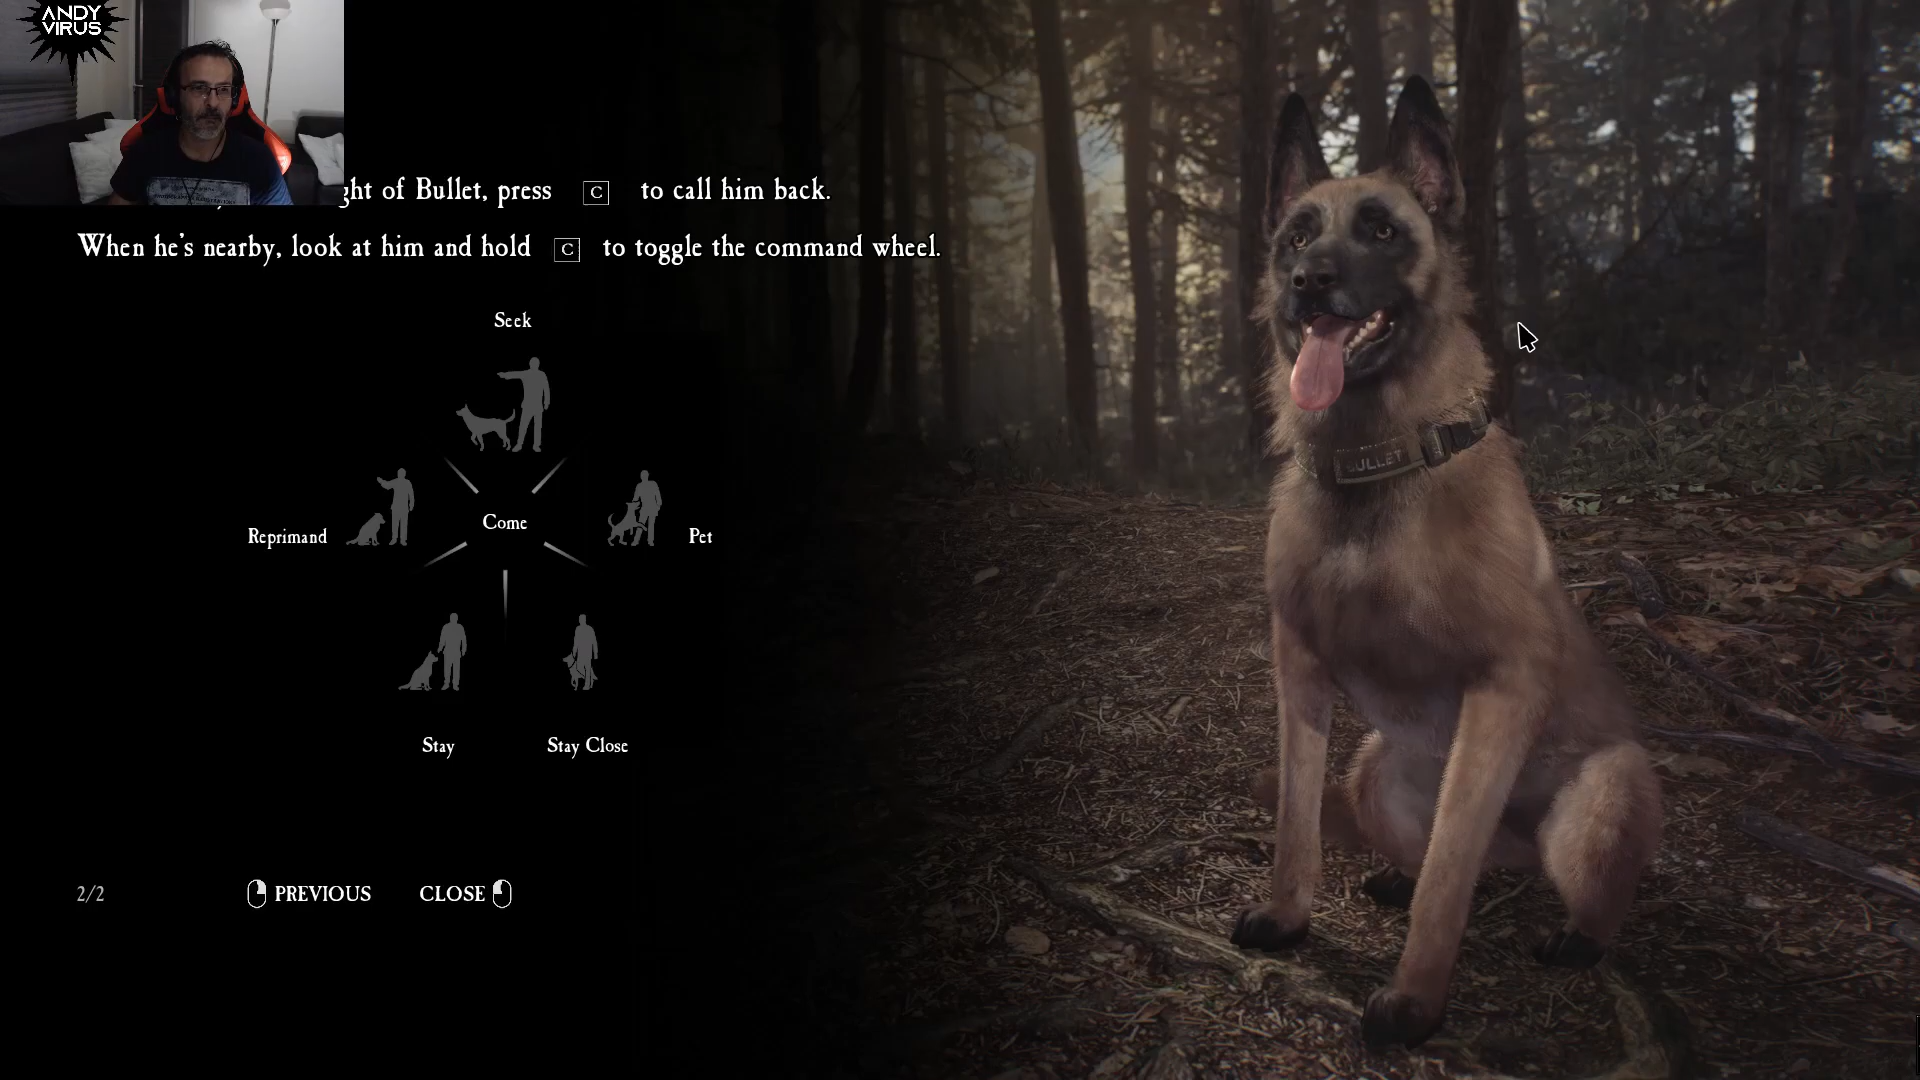 ANDY
VIRUS
ght of Bullet, press C to call him back.
When he's nearby, look at him and hold C to toggle the command wheel.
Seek
Reprimand
Come
Pet
Stay
Stay Close
BULLET
2/2
PREVIOUS
CLOSE